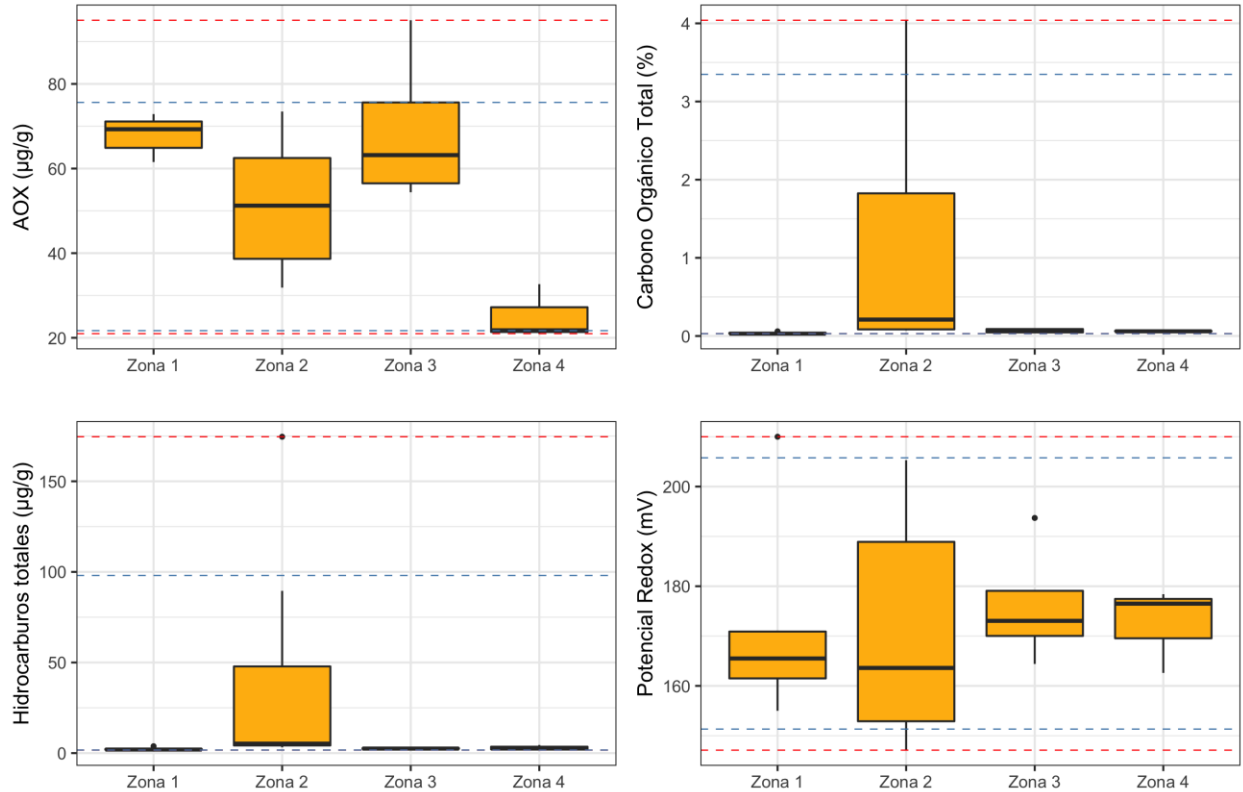 AOX (µg/g)
80
60
40
20
Zona 1 Zona 2 Zona 3 Zona 4
Carbono Orgánico Total (%)
4
3
2
1
0
Zona 1 Zona 2 Zona 3 Zona 4
Hidrocarburos totales (µg/g)
150
100
50
0
Zona 1 Zona 2 Zona 3 Zona 4
Potencial Redox (mV)
200
180
160
Zona 1 Zona 2 Zona 3 Zona 4